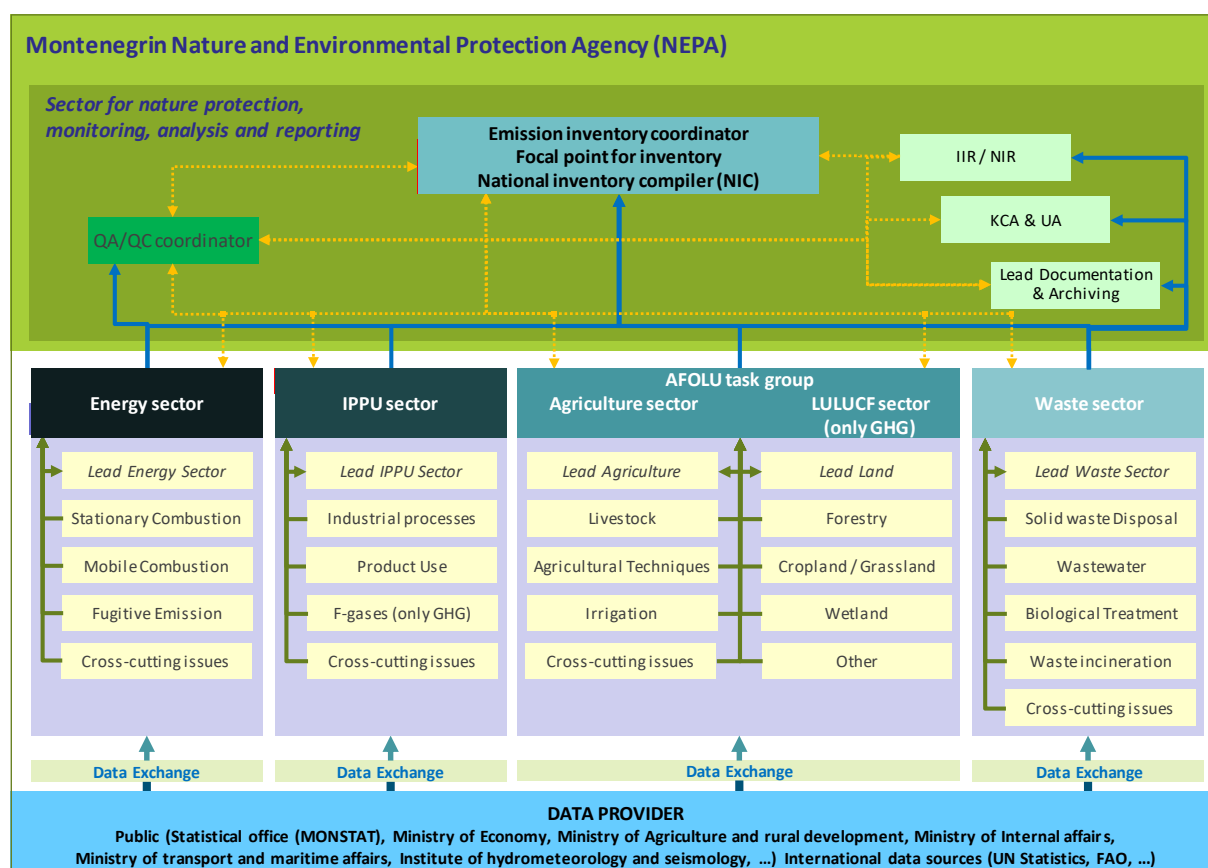 Montenegrin Nature and Environmental Protection Agency (NEPA)
Sector for nature protection,
monitoring, analysis and reporting
Emission inventory coordinator
Focal point for inventory
National inventory compiler (NIC)
IIR / NIR
KCA & UA
QA/QC coordinator
Lead Documentation
& Archiving
Energy sector
Lead Energy Sector
Stationary Combustion
Mobile Combustion
Fugitive Emission
Cross-cutting issues
IPPU sector
Lead IPPU Sector
Industrial processes
Product Use
F-gases (only GHG)
Cross-cutting issues
AFOLU task group
Agriculture sector
Lead Agriculture
Livestock
Agricultural Techniques
Irrigation
Cross-cutting issues
LULUCF sector
(only GHG)
Lead Land
Forestry
Cropland / Grassland
Wetland
Other
Waste sector
Lead Waste Sector
Solid waste Disposal
Wastewater
Biological Treatment
Waste incineration
Cross-cutting issues
Data Exchange
Data Exchange
Data Exchange
Data Exchange
DATA PROVIDER
Public (Statistical office (MONSTAT), Ministry of Economy, Ministry of Agriculture and rural development, Ministry of Internal affairs,
Ministry of transport and maritime affairs, Institute of hydrometeorology and seismology, ...) International data sources (UN Statistics, FAO, ...)